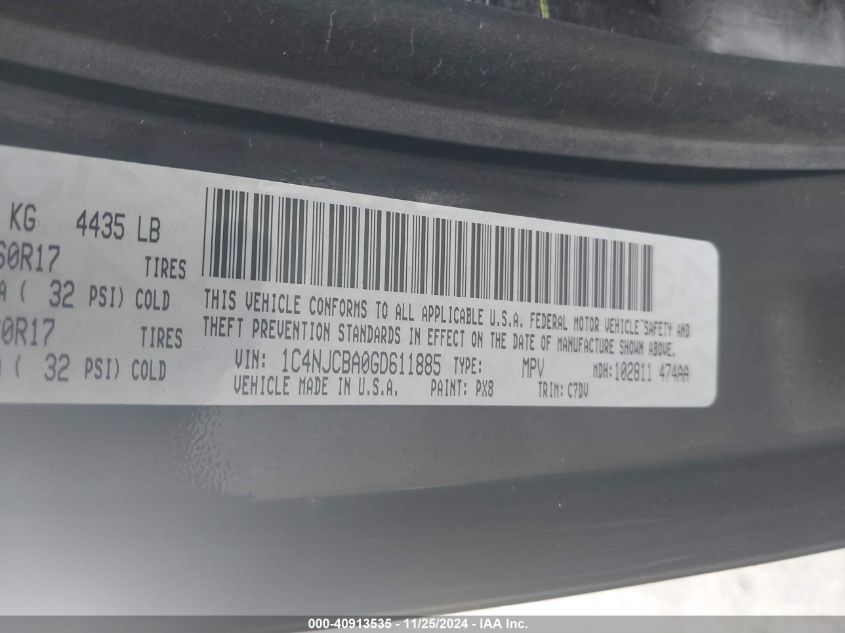 KG 4435 LB
60R17 TIRES
( 32 PSI) COLD
0R17 TIRES
( 32 PSI) COLD
THIS VEHICLE CONFORMS TO ALL APPLICABLE U.S.A. FEDERAL MOTOR VEHICLE SAFETY AND
THEFT PREVENTION STANDARDS IN EFFECT ON THE DATE OF MANUFACTURE SHOWN ABOVE.
VIN: 1C4NJCBA0GD611885 TYPE: MPV MDH:102811 474AA
VEHICLE MADE IN U.S.A. PAINT: PX8 TRIM: C7DV
000-40913535 - 11/25/2024 - IAA Inc.